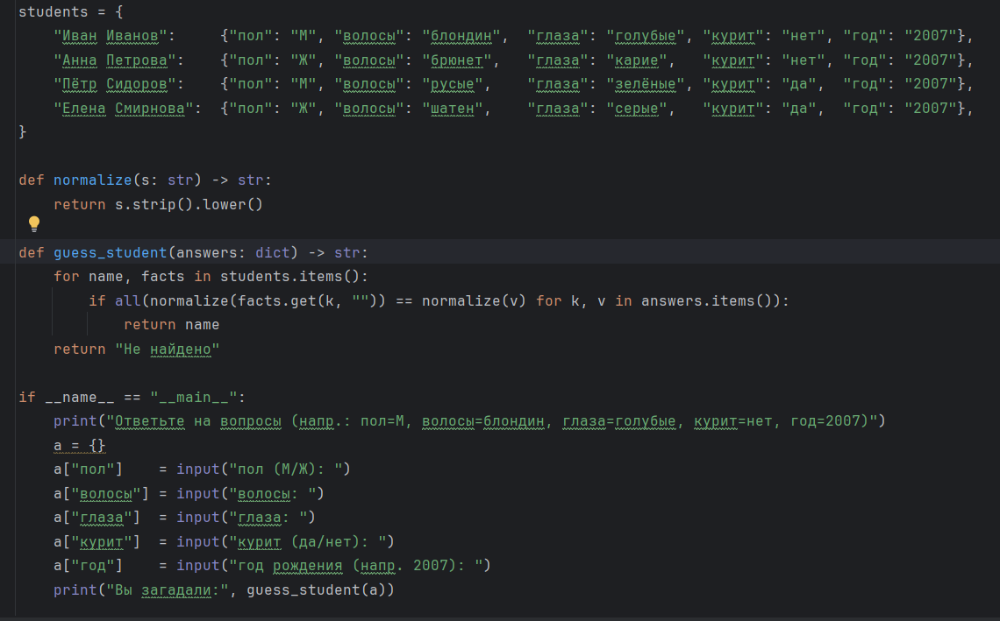 students = {
    "Иван Иванов":     {"пол": "М", "волосы": "блондин",  "глаза": "голубые", "курит": "нет", "год": "2007"},
    "Анна Петрова":    {"пол": "Ж", "волосы": "брюнет",   "глаза": "карие",   "курит": "нет", "год": "2007"},
    "Пётр Сидоров":    {"пол": "М", "волосы": "русые",    "глаза": "зелёные", "курит": "да",  "год": "2007"},
    "Елена Смирнова":  {"пол": "Ж", "волосы": "шатен",    "глаза": "серые",   "курит": "да",  "год": "2007"},
}
def normalize(s: str) -> str:
    return s.strip().lower()
def guess_student(answers: dict) -> str:
    for name, facts in students.items():
        if all(normalize(facts.get(k, "")) == normalize(v) for k, v in answers.items()):
            return name
    return "Не найдено"
if __name__ == "__main__":
    print("Ответьте на вопросы (напр.: пол=М, волосы=блондин, глаза=голубые, курит=нет, год=2007)")
    a = {}
    a["пол"]    = input("пол (М/Ж): ")
    a["волосы"] = input("волосы: ")
    a["глаза"]  = input("глаза: ")
    a["курит"]  = input("курит (да/нет): ")
    a["год"]    = input("год рождения (напр. 2007): ")
    print("Вы загадали:", guess_student(a))